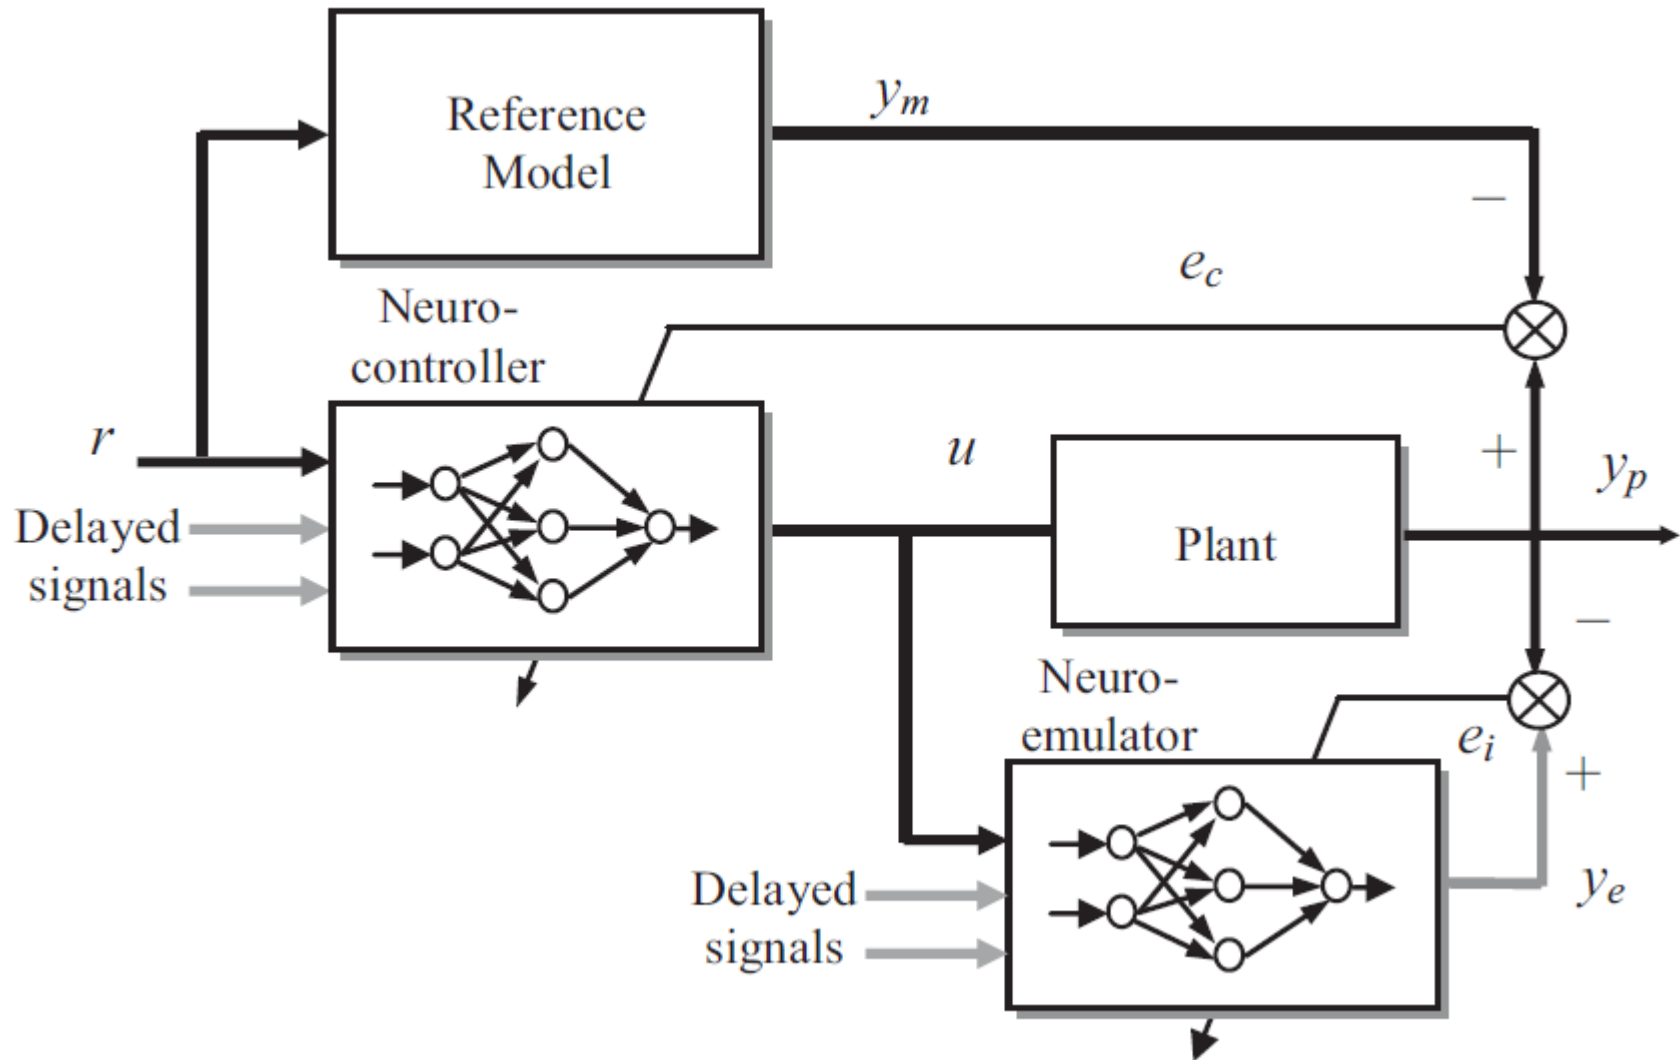 Reference
Model
y_m
−
e_c
Neuro-
controller
r
Delayed
signals
u
Plant
+
y_p
−
Neuro-
emulator
e_i
+
Delayed
signals
y_e